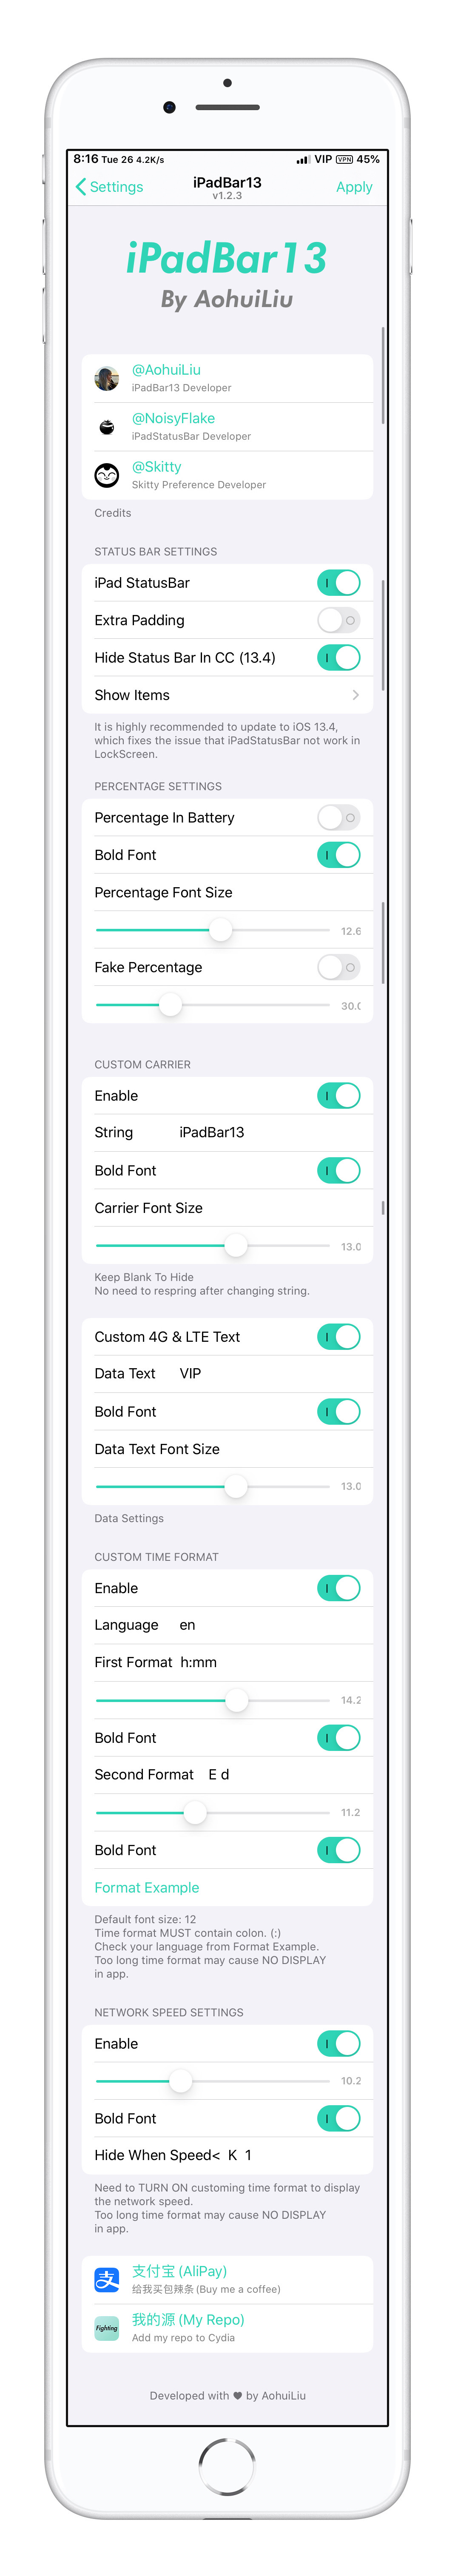 8:16 Tue 26 4.2K/s VIP VPN 45%
Settings iPadBar13 Apply
v1.2.3
iPadBar13
By AohuiLiu
@AohuiLiu
iPadBar13 Developer
@NoisyFlake
iPadStatusBar Developer
@Skitty
Skitty Preference Developer
Credits
STATUS BAR SETTINGS
iPad StatusBar
Extra Padding
Hide Status Bar In CC (13.4)
Show Items
It is highly recommended to update to iOS 13.4,
which fixes the issue that iPadStatusBar not work in
LockScreen.
PERCENTAGE SETTINGS
Percentage In Battery
Bold Font
Percentage Font Size
12.6
Fake Percentage
30.0
CUSTOM CARRIER
Enable
String iPadBar13
Bold Font
Carrier Font Size
13.0
Keep Blank To Hide
No need to respring after changing string.
Custom 4G & LTE Text
Data Text VIP
Bold Font
Data Text Font Size
13.0
Data Settings
CUSTOM TIME FORMAT
Enable
Language en
First Format h:mm
14.2
Bold Font
Second Format E d
11.2
Bold Font
Format Example
Default font size: 12
Time format MUST contain colon. (:)
Check your language from Format Example.
Too long time format may cause NO DISPLAY
in app.
NETWORK SPEED SETTINGS
Enable
10.2
Bold Font
Hide When Speed< K 1
Need to TURN ON customing time format to display
the network speed.
Too long time format may cause NO DISPLAY
in app.
支 支付宝 (AliPay)
给我买包辣条 (Buy me a coffee)
Fighting 我的源 (My Repo)
Add my repo to Cydia
Developed with ♥ by AohuiLiu